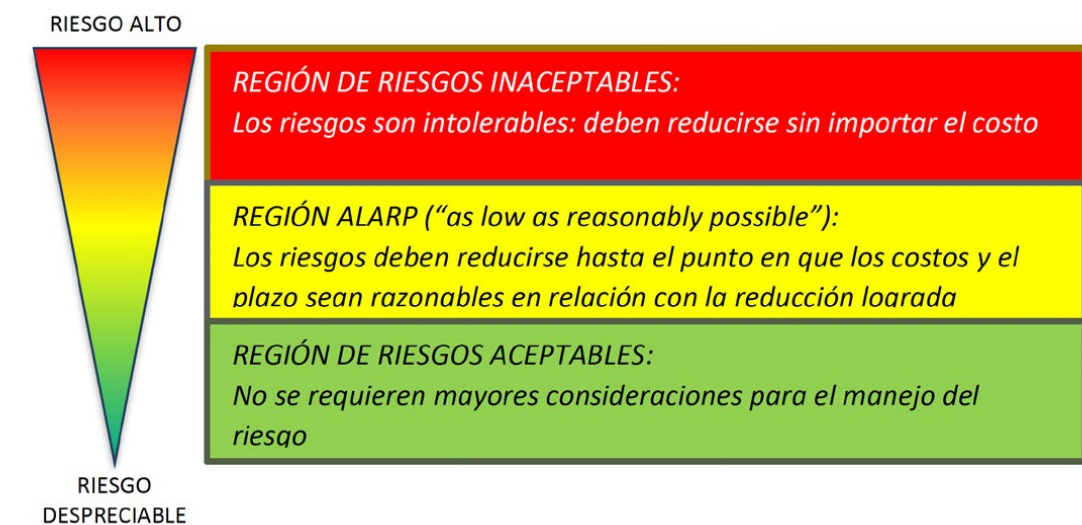 RIESGO ALTO
REGIÓN DE RIESGOS INACEPTABLES:
Los riesgos son intolerables: deben reducirse sin importar el costo
REGIÓN ALARP (“as low as reasonably possible”):
Los riesgos deben reducirse hasta el punto en que los costos y el
plazo sean razonables en relación con la reducción lograda
REGIÓN DE RIESGOS ACEPTABLES:
No se requieren mayores consideraciones para el manejo del
riesgo
RIESGO
DESPRECIABLE